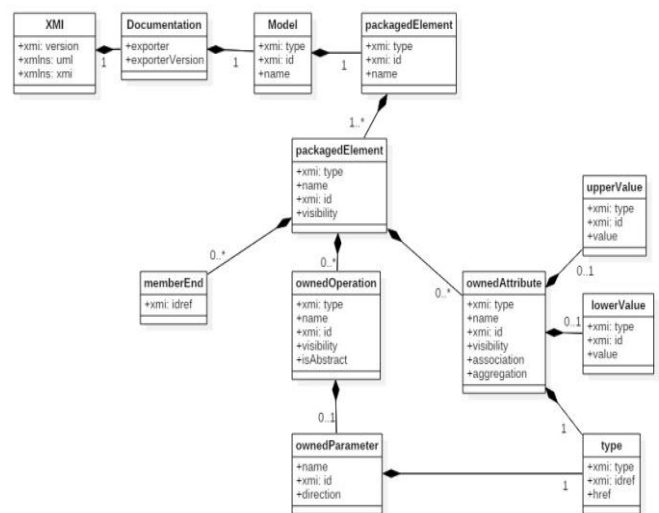 XMI
+xmi: version
+xmlns: uml
+xmlns: xmi
1
Documentation
+exporter
+exporterVersion
1
Model
+xmi: type
+xmi: id
+name
1
packagedElement
+xmi: type
+xmi: id
+name
1..*
packagedElement
+xmi: type
+name
+xmi: id
+visibility
0..*
0..*
0..*
memberEnd
+xmi: idref
ownedOperation
+xmi: type
+name
+xmi: id
+visibility
+isAbstract
0..1
ownedAttribute
+xmi: type
+name
+xmi: id
+visibility
+association
+aggregation
upperValue
+xmi: type
+xmi: id
+value
0..1
lowerValue
+xmi: type
+xmi: id
+value
0..1
1
ownedParameter
+name
+xmi: id
+direction
1
type
+xmi: type
+xmi: idref
+href